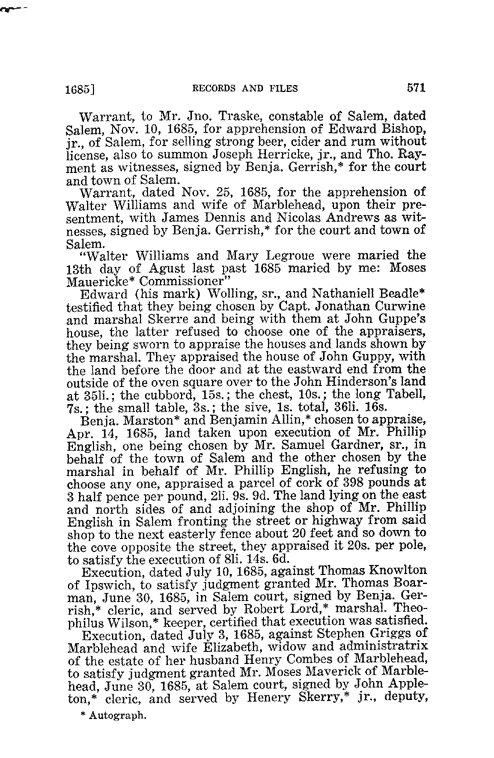 1685] RECORDS AND FILES 571
Warrant, to Mr. Jno. Traske, constable of Salem, dated
Salem, Nov. 10, 1685, for apprehension of Edward Bishop,
jr., of Salem, for selling strong beer, cider and rum without
license, also to summon Joseph Herricke, jr., and Tho. Ray-
ment as witnesses, signed by Benja. Gerrish,* for the court
and town of Salem.
Warrant, dated Nov. 25, 1685, for the apprehension of
Walter Williams and wife of Marblehead, upon their pre-
sentment, with James Dennis and Nicolas Andrews as wit-
nesses, signed by Benja. Gerrish,* for the court and town of
Salem.
"Walter Williams and Mary Legroue were maried the
13th day of Agust last past 1685 maried by me: Moses
Mauericke* Commissioner"
Edward (his mark) Wolling, sr., and Nathaniell Beadle*
testified that they being chosen by Capt. Jonathan Curwine
and marshal Skerre and being with them at John Guppe's
house, the latter refused to choose one of the appraisers,
they being sworn to appraise the houses and lands shown by
the marshal. They appraised the house of John Guppy, with
the land before the door and at the eastward end from the
outside of the oven square over to the John Hinderson's land
at 35li.; the cubbord, 15s.; the chest, 10s.; the long Tabell,
7s.; the small table, 3s.; the sive, 1s. total, 36li. 16s.
Benja. Marston* and Benjamin Allin,* chosen to appraise,
Apr. 14, 1685, land taken upon execution of Mr. Phillip
English, one being chosen by Mr. Samuel Gardner, sr., in
behalf of the town of Salem and the other chosen by the
marshal in behalf of Mr. Phillip English, he refusing to
choose any one, appraised a parcel of cork of 398 pounds at
3 half pence per pound, 2li. 9s. 9d. The land lying on the east
and north sides of and adjoining the shop of Mr. Phillip
English in Salem fronting the street or highway from said
shop to the next easterly fence about 20 feet and so down to
the cove opposite the street, they appraised it 20s. per pole,
to satisfy the execution of 8li. 14s. 6d.
Execution, dated July 10, 1685, against Thomas Knowlton
of Ipswich, to satisfy judgment granted Mr. Thomas Boar-
man, June 30, 1685, in Salem court, signed by Benja. Ger-
rish,* cleric, and served by Robert Lord,* marshal. Theo-
philus Wilson,* keeper, certified that execution was satisfied.
Execution, dated July 3, 1685, against Stephen Griggs of
Marblehead and wife Elizabeth, widow and administratrix
of the estate of her husband Henry Combes of Marblehead,
to satisfy judgment granted Mr. Moses Maverick of Marble-
head, June 30, 1685, at Salem court, signed by John Apple-
ton,* cleric, and served by Henery Skerry,* jr., deputy,
* Autograph.